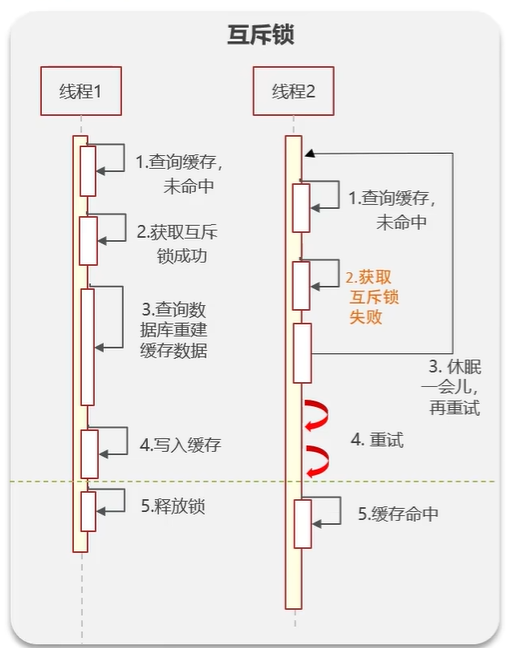 互斥锁
线程1
线程2
1.查询缓存，
未命中
2.获取互斥
锁成功
3.查询数
据库重建
缓存数据
4.写入缓存
5.释放锁
1.查询缓存，
未命中
2.获取
互斥锁
失败
3. 休眠
一会儿，
再重试
4. 重试
5.缓存命中